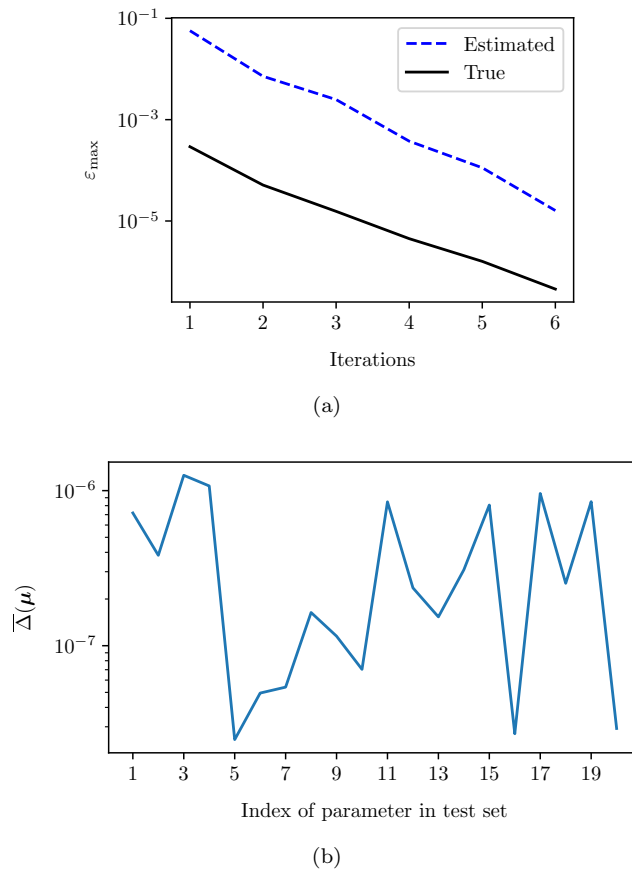 10⁻¹
10⁻³
10⁻⁵
ε_max
Estimated
True
1 2 3 4 5 6
Iterations
(a)
10⁻⁶
10⁻⁷
Δ̅(μ)
1 3 5 7 9 11 13 15 17 19
Index of parameter in test set
(b)